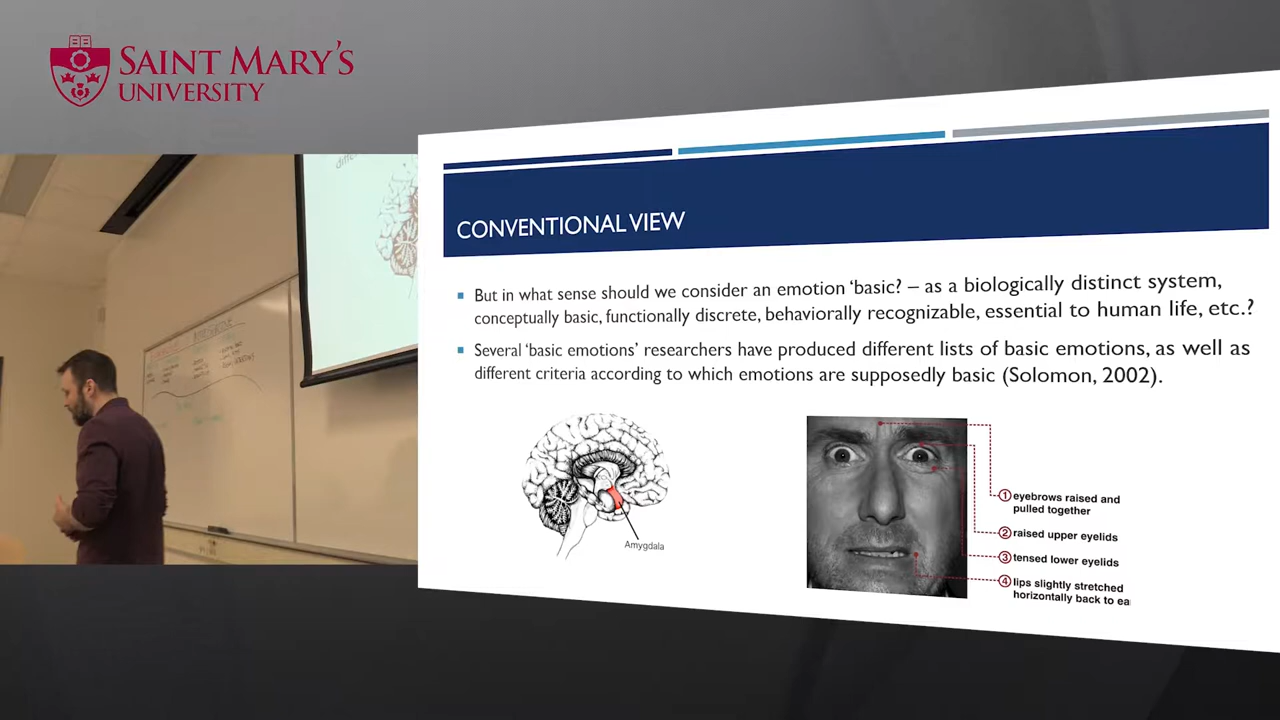 SAINT MARY'S
UNIVERSITY
CONVENTIONAL VIEW
But in what sense should we consider an emotion ‘basic? – as a biologically distinct system,
conceptually basic, functionally discrete, behaviorally recognizable, essential to human life, etc.?
Several ‘basic emotions’ researchers have produced different lists of basic emotions, as well as
different criteria according to which emotions are supposedly basic (Solomon, 2002).
Amygdala
1 eyebrows raised and
pulled together
2 raised upper eyelids
3 tensed lower eyelids
4 lips slightly stretched
horizontally back to ea